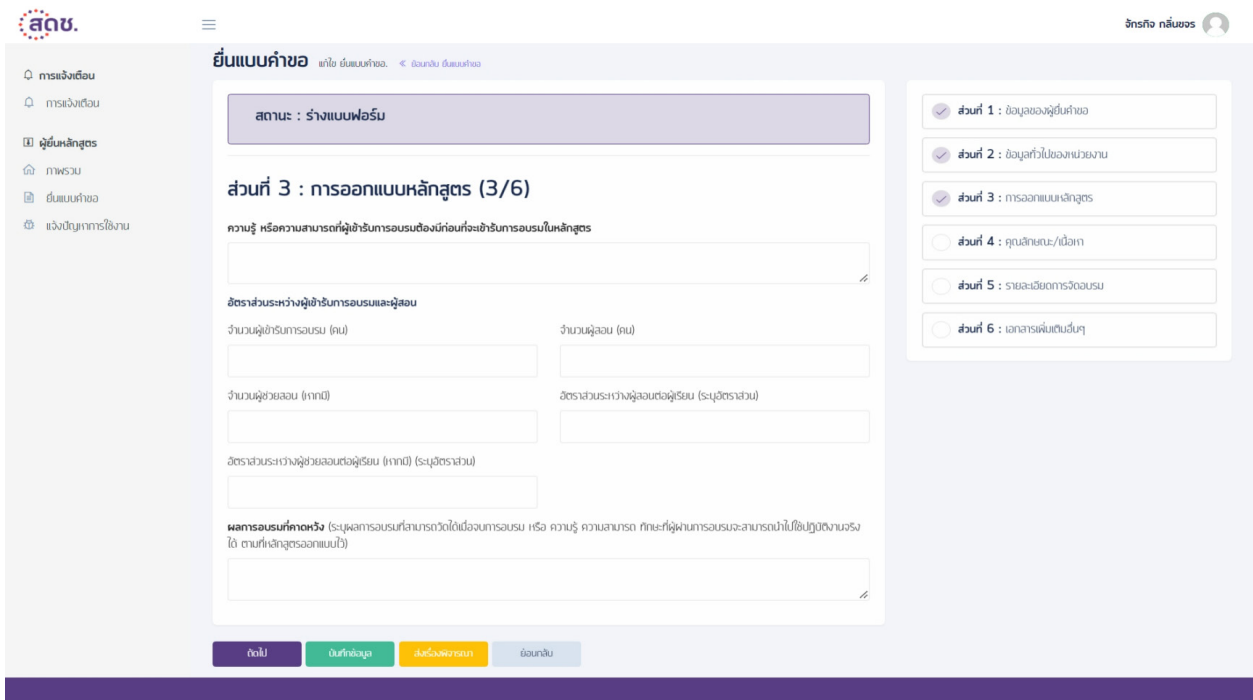 สดช.
จักรกิจ กลิ่นขจร
การแจ้งเตือน
การแจ้งเตือน
ผู้ยื่นหลักสูตร
ภาพรวม
ยื่นแบบคำขอ
แจ้งปัญหาการใช้งาน
ยื่นแบบคำขอ แก้ไข ยื่นแบบคำขอ. « ย้อนกลับ ยื่นแบบคำขอ
สถานะ : ร่างแบบฟอร์ม
ส่วนที่ 3 : การออกแบบหลักสูตร (3/6)
ความรู้ หรือความสามารถที่ผู้เข้ารับการอบรมต้องมีก่อนที่จะเข้ารับการอบรมในหลักสูตร
อัตราส่วนระหว่างผู้เข้ารับการอบรมและผู้สอน
จำนวนผู้เข้ารับการอบรม (คน)
จำนวนผู้สอน (คน)
จำนวนผู้ช่วยสอน (หากมี)
อัตราส่วนระหว่างผู้สอนต่อผู้เรียน (ระบุอัตราส่วน)
อัตราส่วนระหว่างผู้ช่วยสอนต่อผู้เรียน (หากมี) (ระบุอัตราส่วน)
ผลการอบรมที่คาดหวัง (ระบุผลการอบรมที่สามารถวัดได้เมื่อจบการอบรม หรือ ความรู้ ความสามารถ ทักษะที่ผู้ผ่านการอบรมจะสามารถนำไปใช้ปฏิบัติงานจริง
ได้ ตามที่หลักสูตรออกแบบไว้)
ถัดไป
บันทึกข้อมูล
ส่งเรื่องพิจารณา
ย้อนกลับ
ส่วนที่ 1 : ข้อมูลของผู้ยื่นคำขอ
ส่วนที่ 2 : ข้อมูลทั่วไปของหน่วยงาน
ส่วนที่ 3 : การออกแบบหลักสูตร
ส่วนที่ 4 : คุณลักษณะ/เนื้อหา
ส่วนที่ 5 : รายละเอียดการจัดอบรม
ส่วนที่ 6 : เอกสารเพิ่มเติมอื่นๆ